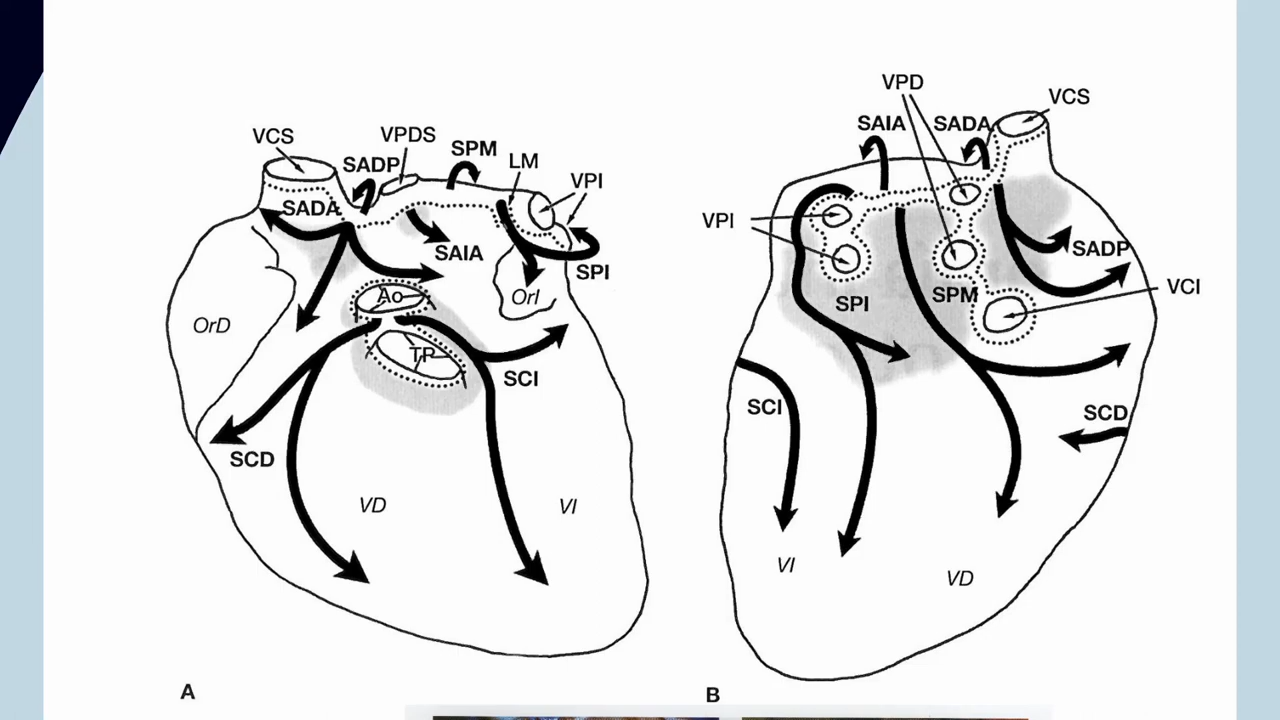 VCS
VPDS
SADP
SPM
LM
VPI
SADA
SAIA
SPI
OrD
Ao
OrI
TP
SCI
SCD
VD
VI
A
VPD
VCS
SAIA
SADA
VPI
SADP
SPI
SPM
VCI
SCI
SCD
VI
VD
B